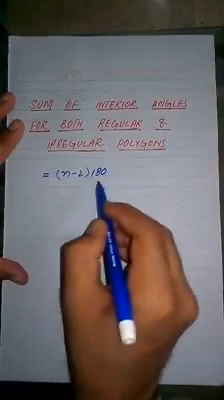 SUM OF INTERIOR ANGLES
FOR BOTH REGULAR &
IRREGULAR POLYGONS
= (n-2)180